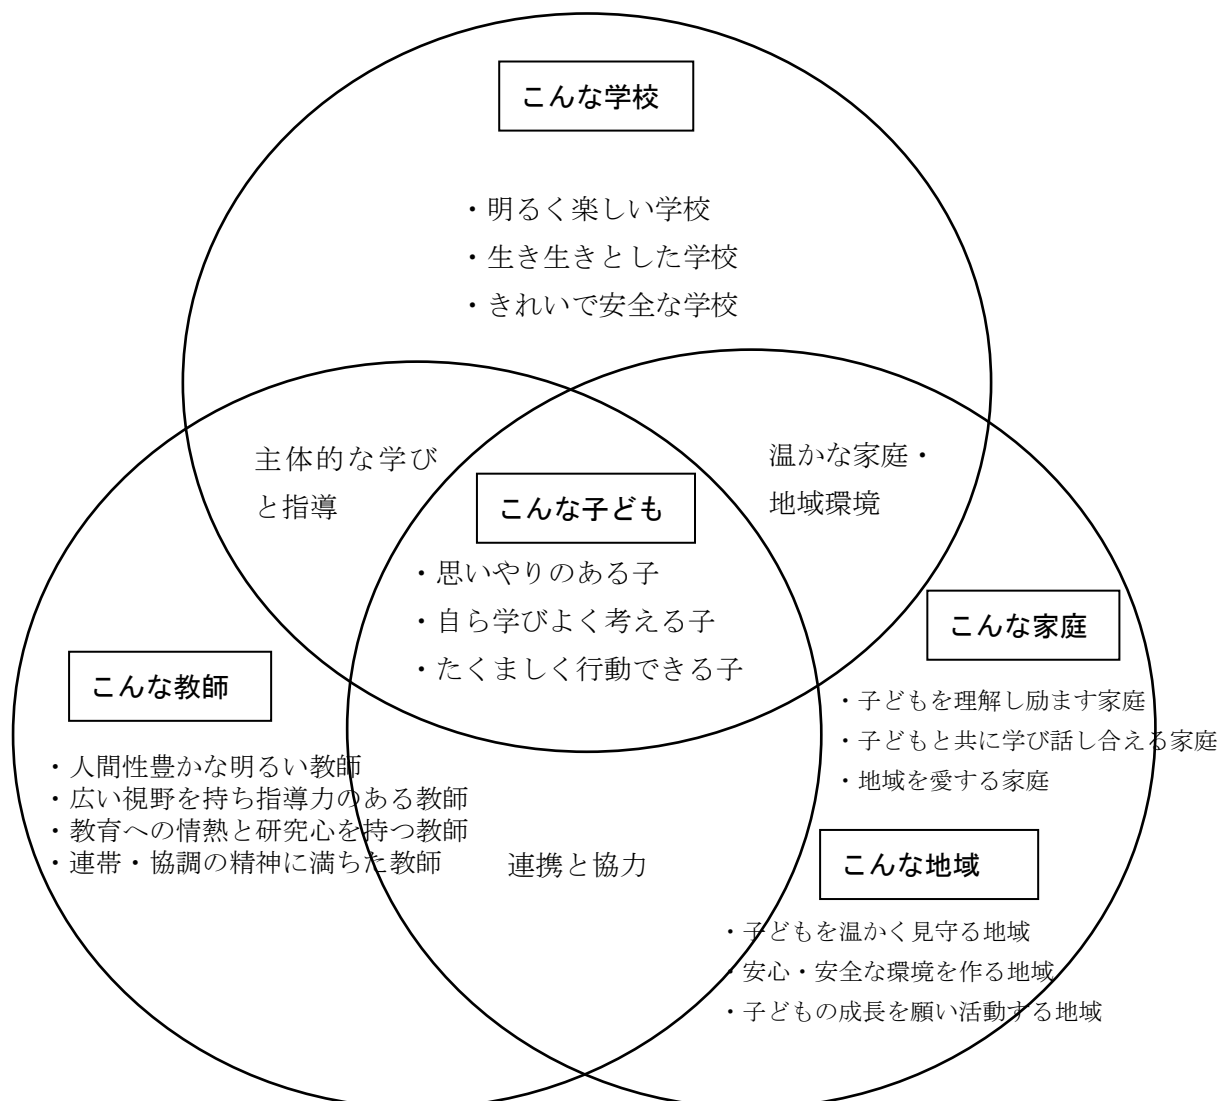 こんな学校
・明るく楽しい学校
・生き生きとした学校
・きれいで安全な学校
主体的な学び
と指導
温かな家庭・
地域環境
こんな子ども
・思いやりのある子
・自ら学びよく考える子
・たくましく行動できる子
こんな教師
・人間性豊かな明るい教師
・広い視野を持ち指導力のある教師
・教育への情熱と研究心を持つ教師
・連帯・協調の精神に満ちた教師
連携と協力
こんな家庭
・子どもを理解し励ます家庭
・子どもと共に学び話し合える家庭
・地域を愛する家庭
こんな地域
・子どもを温かく見守る地域
・安心・安全な環境を作る地域
・子どもの成長を願い活動する地域